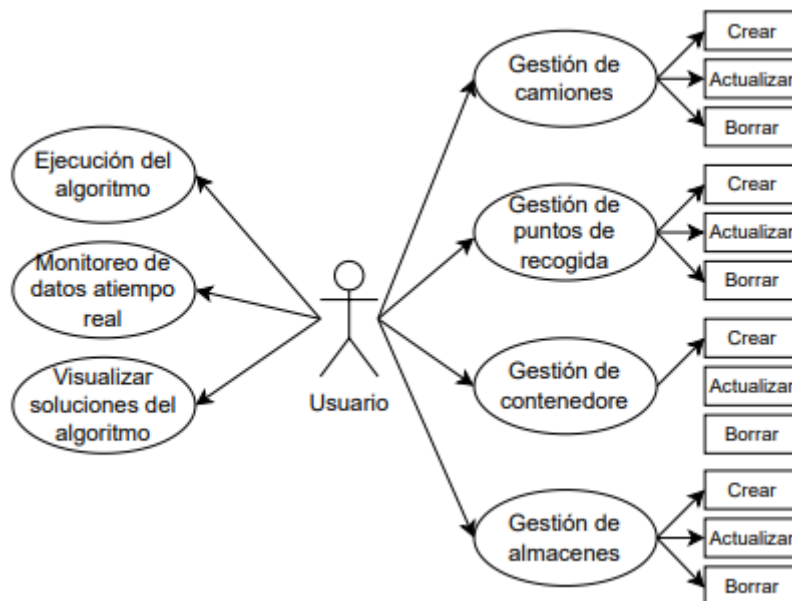 Ejecución del
algoritmo
Monitoreo de
datos atiempo
real
Visualizar
soluciones del
algoritmo
Usuario
Gestión de
camiones
Crear
Actualizar
Borrar
Gestión de
puntos de
recogida
Crear
Actualizar
Borrar
Gestión de
contenedore
Crear
Actualizar
Borrar
Gestión de
almacenes
Crear
Actualizar
Borrar